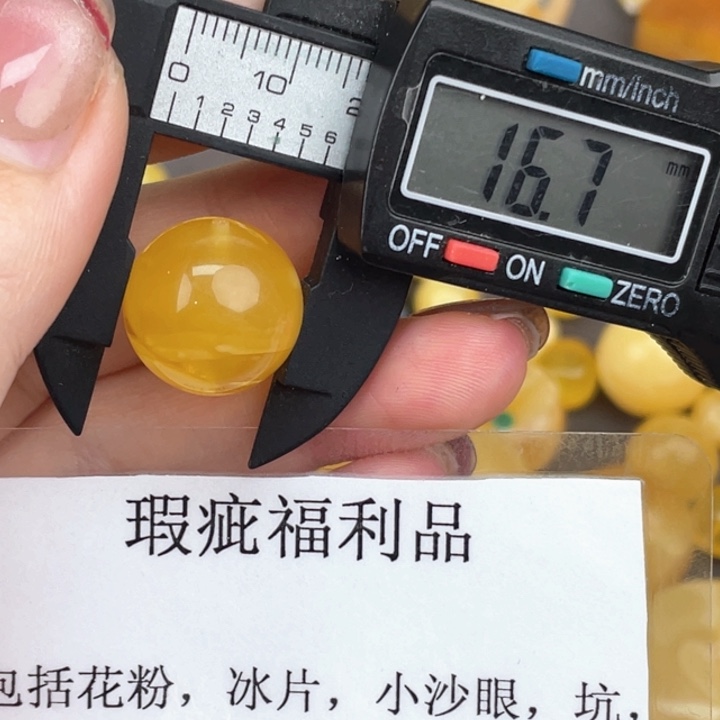 mm/inch
0 10 2
1 2 3 4 5 6
16.7 mm
OFF ON ZERO
瑕疵福利品
包括花粉，冰片，小沙眼，坑，